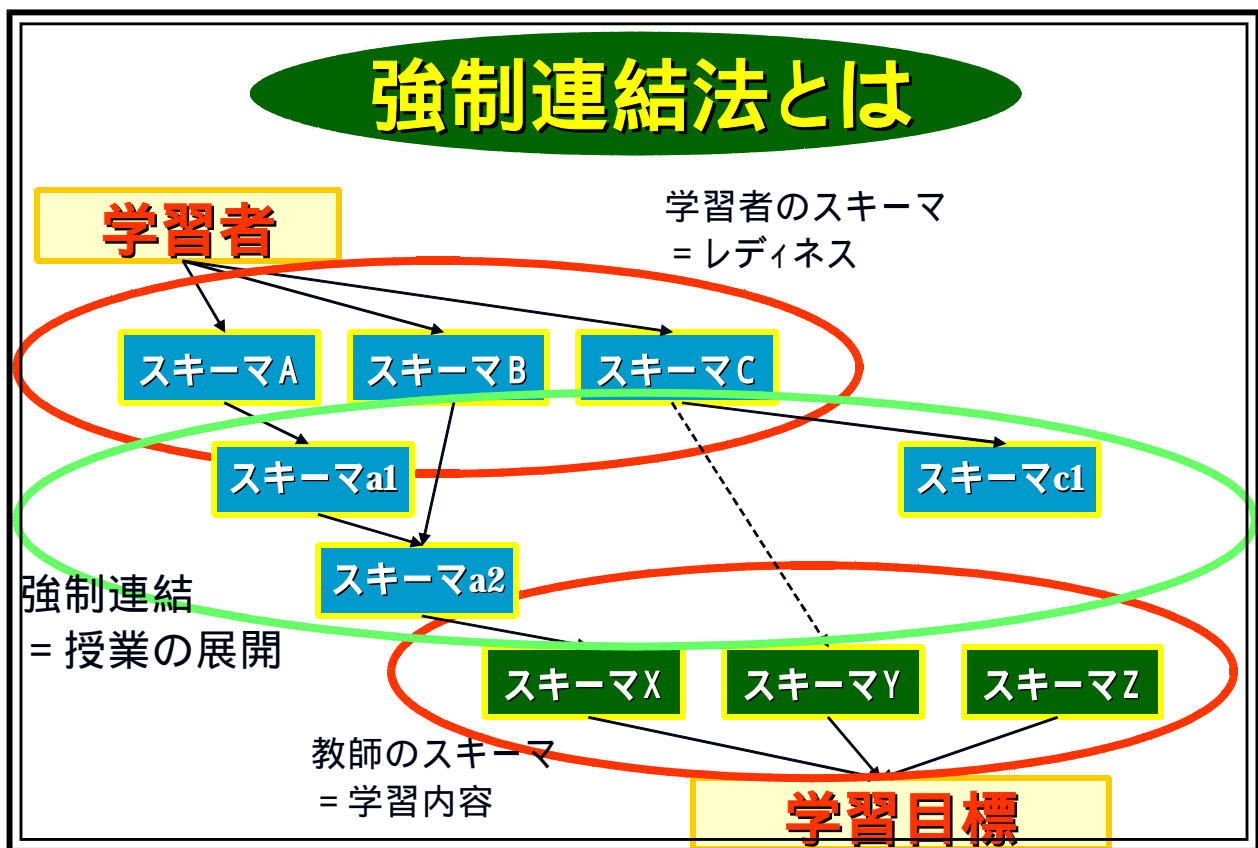 強制連結法とは
学習者
学習者のスキーマ
＝レディネス
スキーマA
スキーマB
スキーマC
スキーマa1
スキーマc1
スキーマa2
強制連結
＝授業の展開
スキーマX
スキーマY
スキーマZ
教師のスキーマ
＝学習内容
学習目標